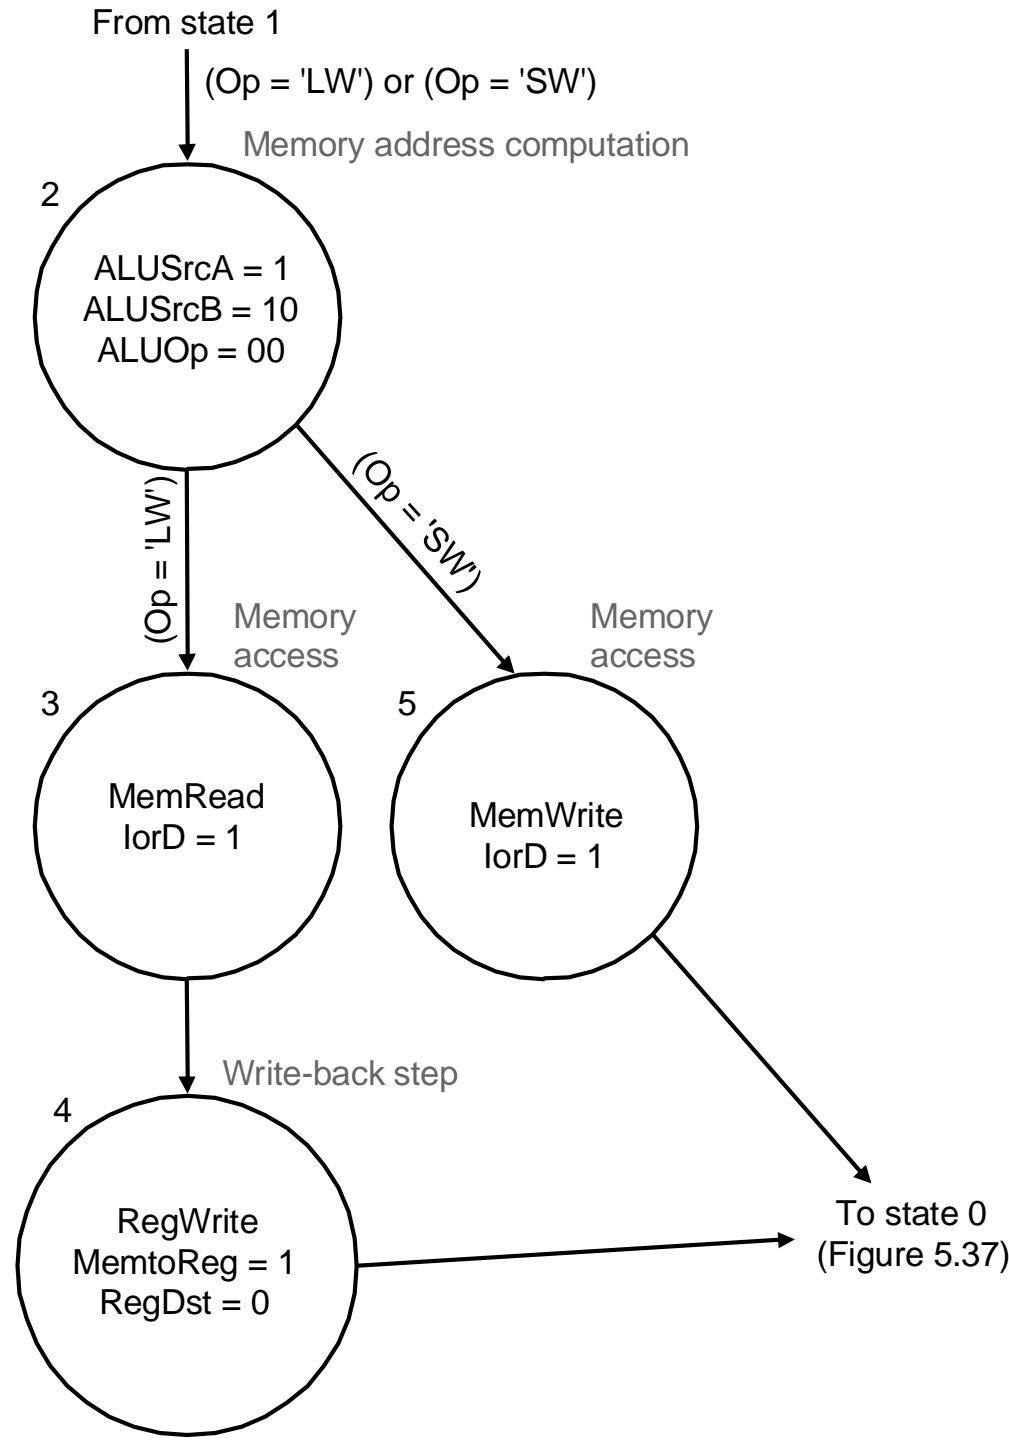 From state 1
(Op = 'LW') or (Op = 'SW')
Memory address computation
2
ALUSrcA = 1
ALUSrcB = 10
ALUOp = 00
(Op = 'LW')
(Op = 'SW')
Memory
access
Memory
access
3
5
MemRead
IorD = 1
MemWrite
IorD = 1
Write-back step
4
RegWrite
MemtoReg = 1
RegDst = 0
To state 0
(Figure 5.37)